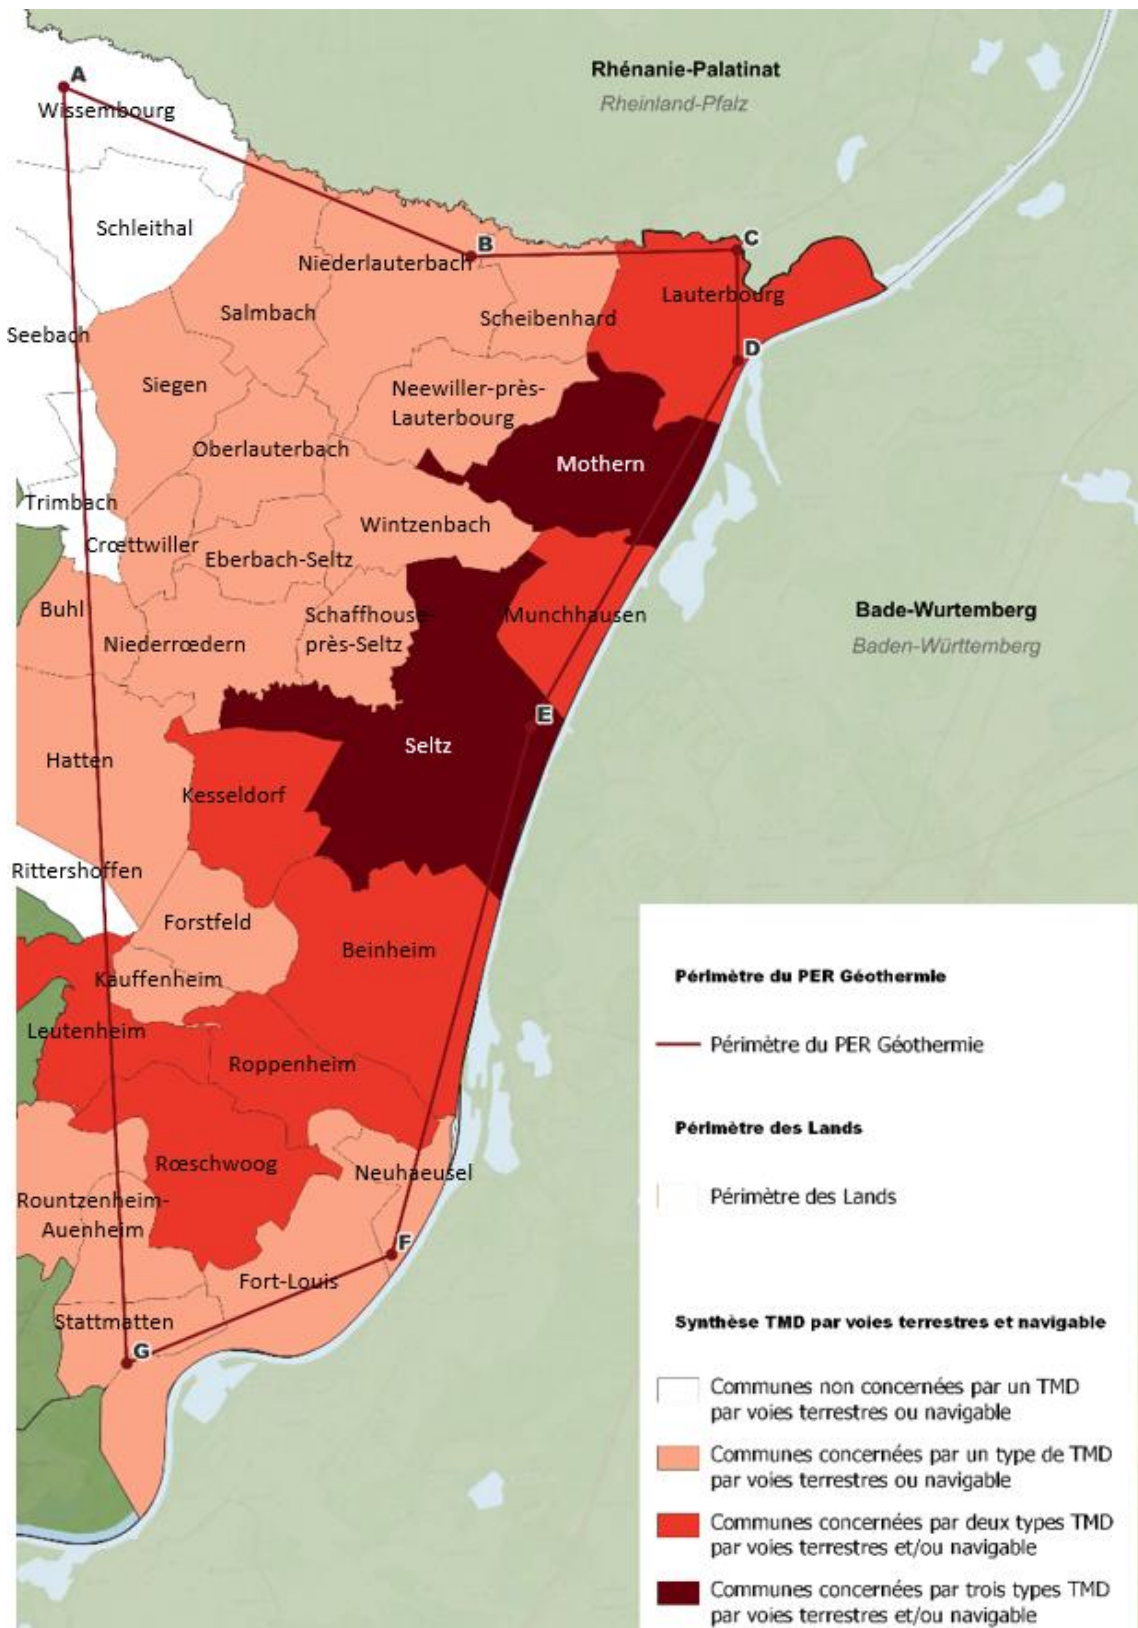 A
Wissembourg
Rhénanie-Palatinat
Rheinland-Pfalz
Schleithal
B
C
Niederlauterbach
Lauterbourg
Salmbach
Scheibenhard
Seebach
D
Siegen
Neewiller-près-
Lauterbourg
Oberlauterbach
Mothern
Trimbach
Wintzenbach
Crœttwiller
Eberbach-Seltz
Buhl
Schaffhouse-
près-Seltz
Munchhausen
Bade-Wurtemberg
Baden-Württemberg
Niederrœdern
E
Seltz
Hatten
Kesseldorf
Rittershoffen
Forstfeld
Beinheim
Kauffenheim
Leutenheim
Roppenheim
Rœschwoog
Neuhaeusel
Rountzenheim-
Auenheim
F
Fort-Louis
Stattmatten
G
Périmètre du PER Géothermie
Périmètre du PER Géothermie
Périmètre des Lands
Périmètre des Lands
Synthèse TMD par voies terrestres et navigable
Communes non concernées par un TMD
par voies terrestres ou navigable
Communes concernées par un type de TMD
par voies terrestres ou navigable
Communes concernées par deux types TMD
par voies terrestres et/ou navigable
Communes concernées par trois types TMD
par voies terrestres et/ou navigable